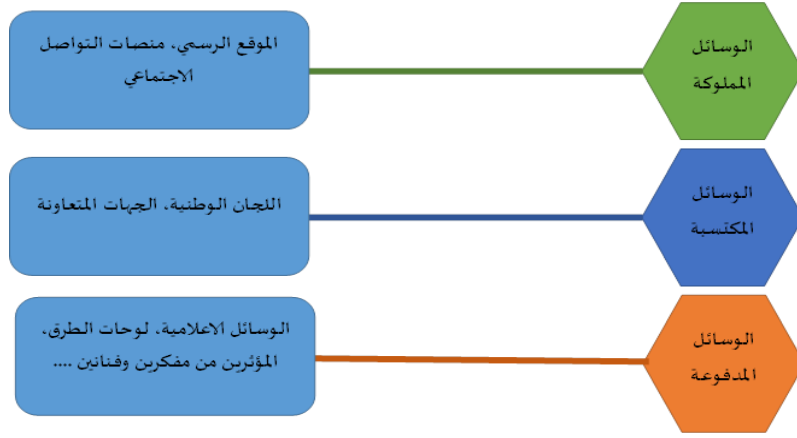 الوسائل
المملوكة
الموقع الرسمي، منصات التواصل
الاجتماعي
الوسائل
المكتسبة
اللجان الوطنية، الجهات المتعاونة
الوسائل
المدفوعة
الوسائل الاعلامية، لوحات الطرق،
المؤثرين من مفكرين وفنانين ....